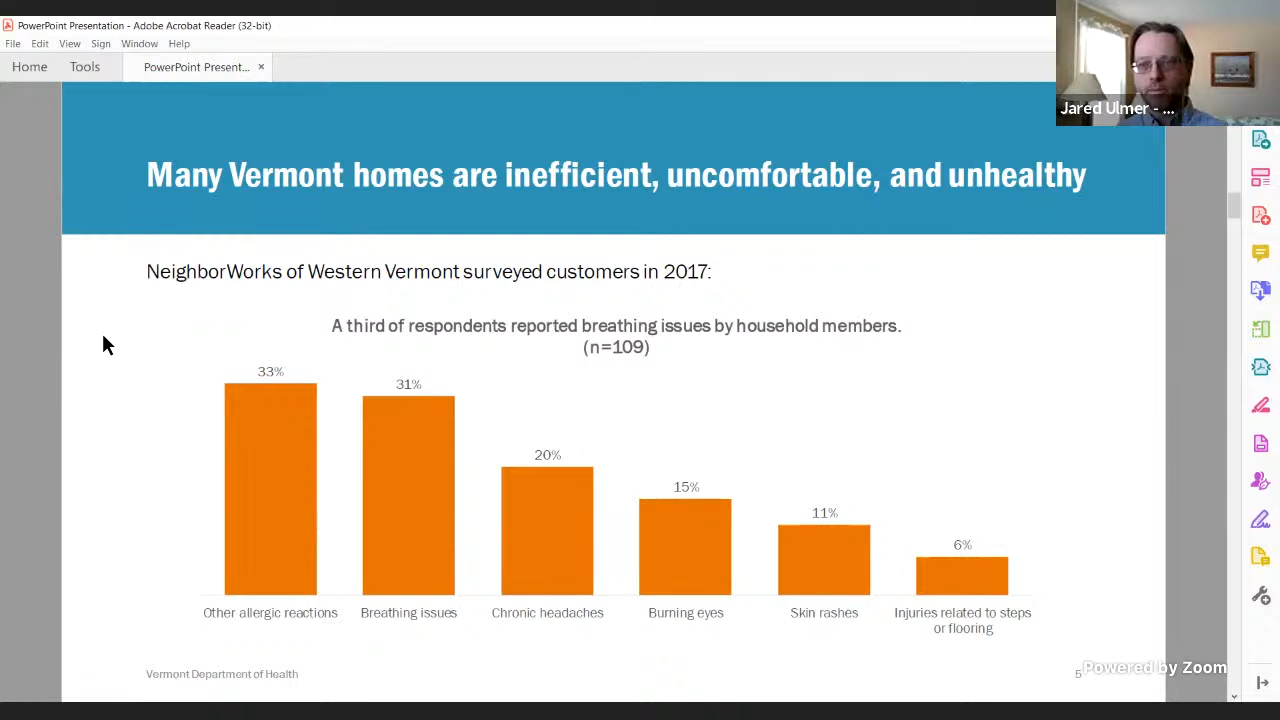 PowerPoint Presentation - Adobe Acrobat Reader (32-bit)
File Edit View Sign Window Help
Home Tools PowerPoint Present... ×
Jared Ulmer - ...
Many Vermont homes are inefficient, uncomfortable, and unhealthy
NeighborWorks of Western Vermont surveyed customers in 2017:
A third of respondents reported breathing issues by household members.
(n=109)
33%
31%
20%
15%
11%
6%
Other allergic reactions
Breathing issues
Chronic headaches
Burning eyes
Skin rashes
Injuries related to steps
or flooring
Vermont Department of Health
5
Powered by Zoom